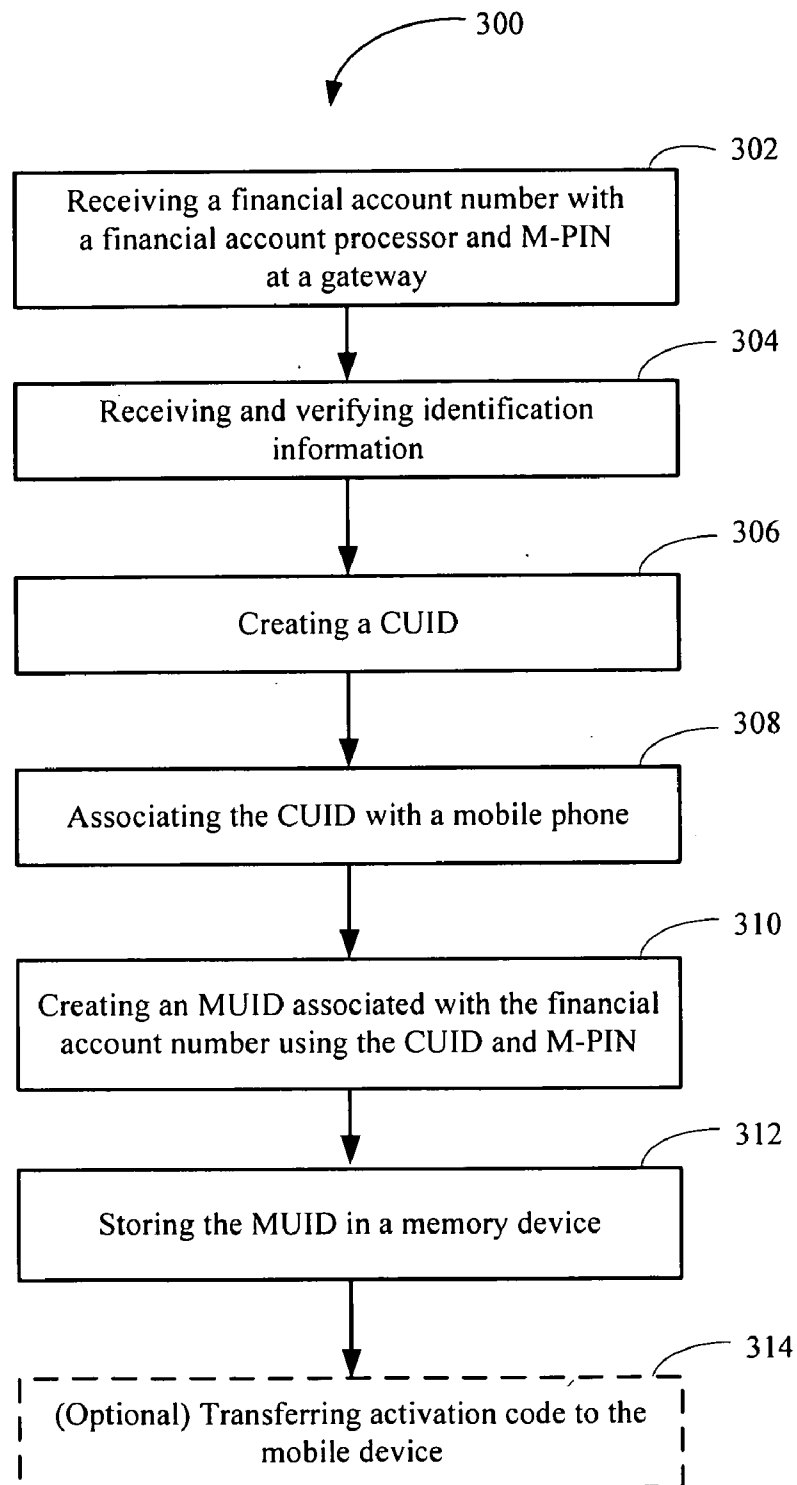 300
302
Receiving a financial account number with
a financial account processor and M-PIN
at a gateway
304
Receiving and verifying identification
information
306
Creating a CUID
308
Associating the CUID with a mobile phone
310
Creating an MUID associated with the financial
account number using the CUID and M-PIN
312
Storing the MUID in a memory device
314
(Optional) Transferring activation code to the
mobile device